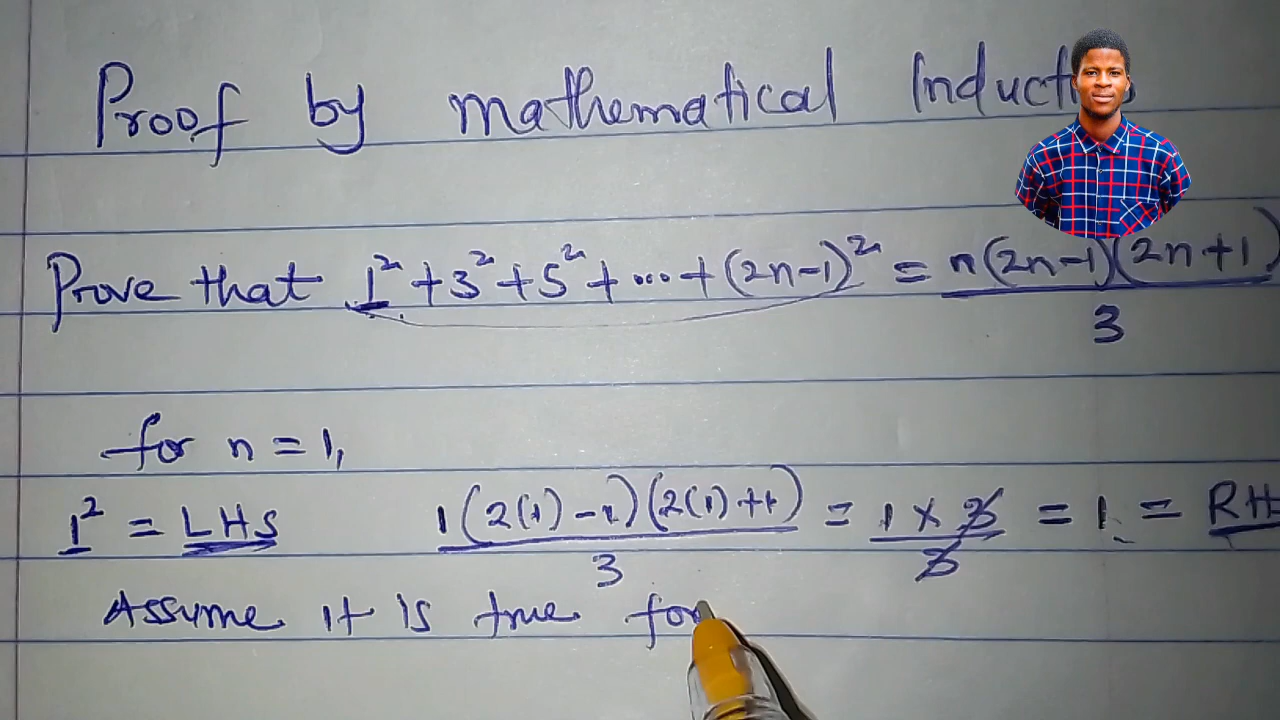 Proof by mathematical Induct
Prove that 1² + 3² + 5² + ... + (2n-1)² = n(2n-1)(2n+1) / 3
for n = 1,
1² = LHS 1(2(1)-1)(2(1)+1) / 3 = 1 × 3 / 3 = 1 = RH
Assume it is true for